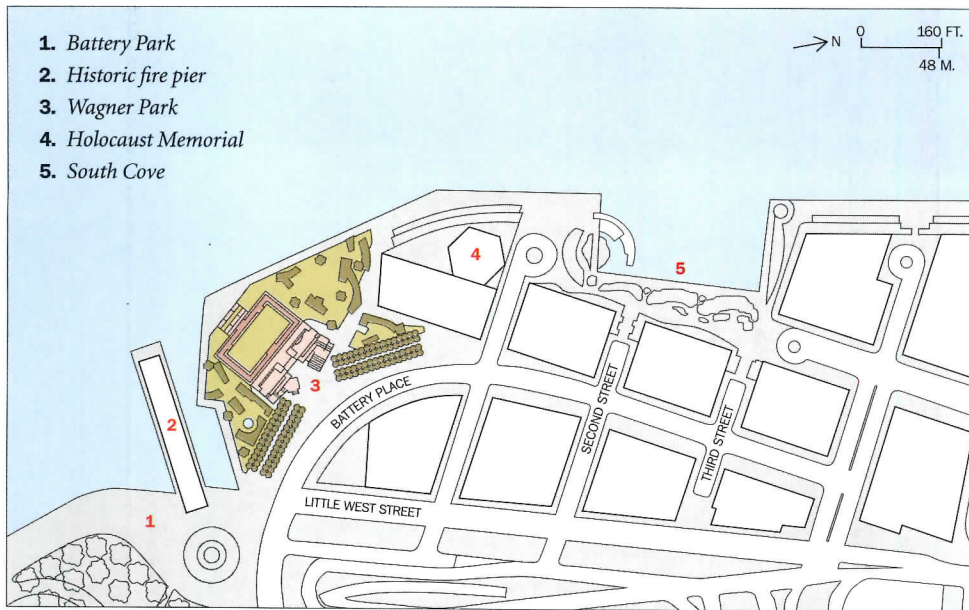 1. Battery Park
2. Historic fire pier
3. Wagner Park
4. Holocaust Memorial
5. South Cove
N
0 160 FT.
48 M.
4
5
3
2
1
BATTERY PLACE
SECOND STREET
THIRD STREET
LITTLE WEST STREET